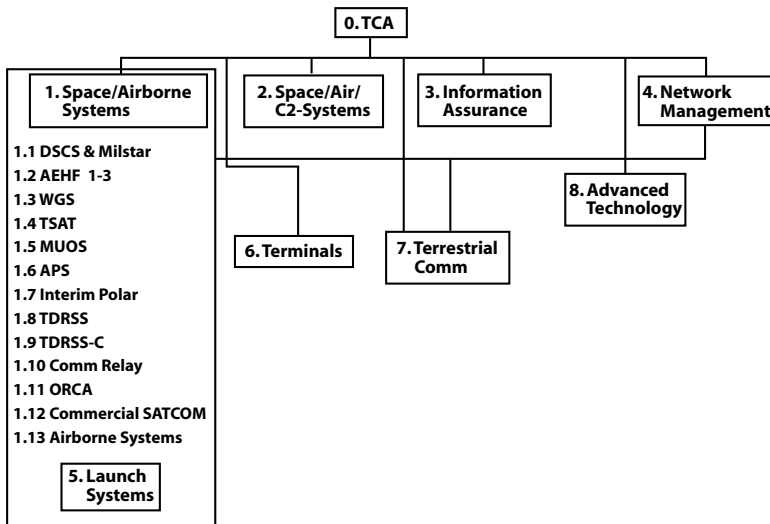 0. TCA
1. Space/Airborne
Systems
2. Space/Air/
C2-Systems
3. Information
Assurance
4. Network
Management
1.1 DSCS & Milstar
1.2 AEHF 1-3
1.3 WGS
1.4 TSAT
1.5 MUOS
1.6 APS
1.7 Interim Polar
1.8 TDRSS
1.9 TDRSS-C
1.10 Comm Relay
1.11 ORCA
1.12 Commercial SATCOM
1.13 Airborne Systems
5. Launch
Systems
6. Terminals
7. Terrestrial
Comm
8. Advanced
Technology